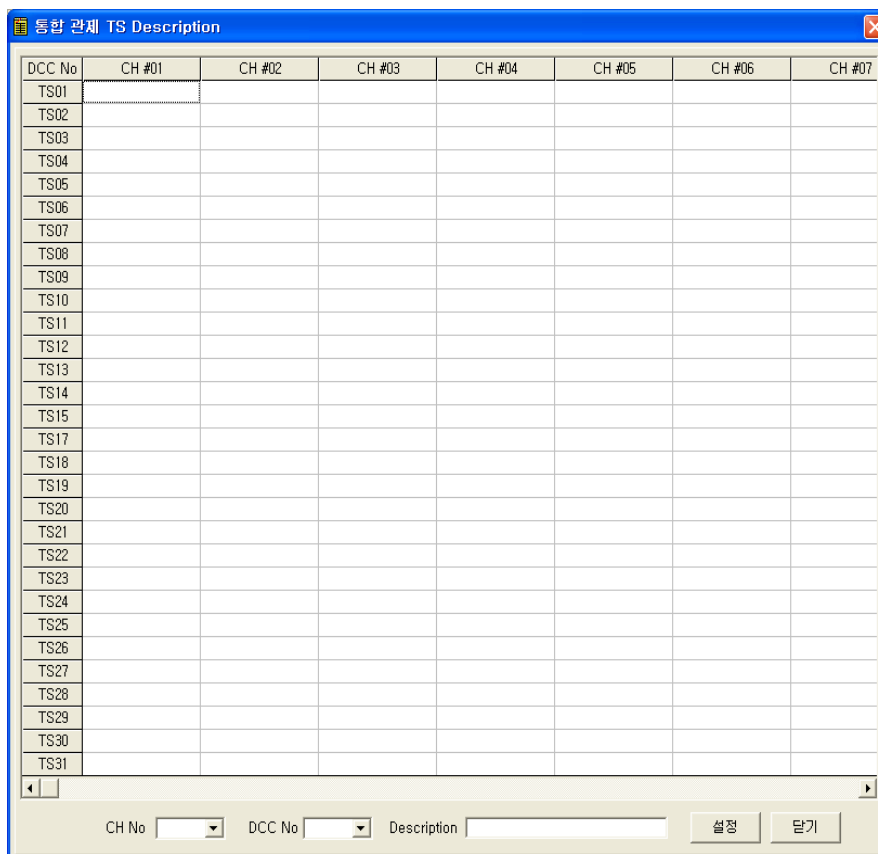 통합 관제 TS Description
DCC No CH #01 CH #02 CH #03 CH #04 CH #05 CH #06 CH #07
TS01
TS02
TS03
TS04
TS05
TS06
TS07
TS08
TS09
TS10
TS11
TS12
TS13
TS14
TS15
TS17
TS18
TS19
TS20
TS21
TS22
TS23
TS24
TS25
TS26
TS27
TS28
TS29
TS30
TS31
CH No DCC No Description 설정 닫기